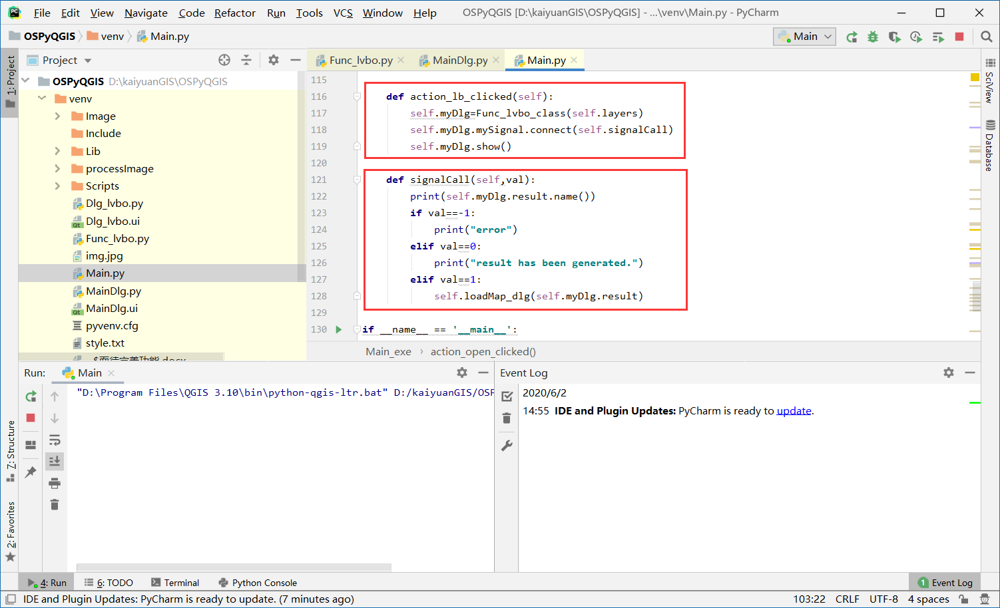 File Edit View Navigate Code Refactor Run Tools VCS Window Help OSPyQGIS [D:\kaiyuanGIS\OSPyQGIS] - ...\venv\Main.py - PyCharm
OSPyQGIS venv Main.py Main
1: Project
Project
Func_lvbo.py MainDlg.py Main.py
OSPyQGIS D:\kaiyuanGIS\OSPyQGIS
venv
Image
Include
Lib
processImage
Scripts
Dlg_lvbo.py
Dlg_lvbo.ui
Func_lvbo.py
img.jpg
Main.py
MainDlg.py
MainDlg.ui
pyvenv.cfg
style.txt
115
116 def action_lb_clicked(self):
117 self.myDlg=Func_lvbo_class(self.layers)
118 self.myDlg.mySignal.connect(self.signalCall)
119 self.myDlg.show()
120
121 def signalCall(self,val):
122 print(self.myDlg.result.name())
123 if val==-1:
124 print("error")
125 elif val==0:
126 print("result has been generated.")
127 elif val==1:
128 self.loadMap_dlg(self.myDlg.result)
129
130 if __name__ == '__main__':
Main_exe › action_open_clicked()
SciView
Database
Run: Main
"D:\Program Files\QGIS 3.10\bin\python-qgis-ltr.bat" D:/kaiyuanGIS/OSF
Event Log
2020/6/2
14:55 IDE and Plugin Updates: PyCharm is ready to update.
7: Structure
2: Favorites
4: Run 6: TODO Terminal Python Console 1 Event Log
IDE and Plugin Updates: PyCharm is ready to update. (7 minutes ago) 103:22 CRLF UTF-8 4 spaces